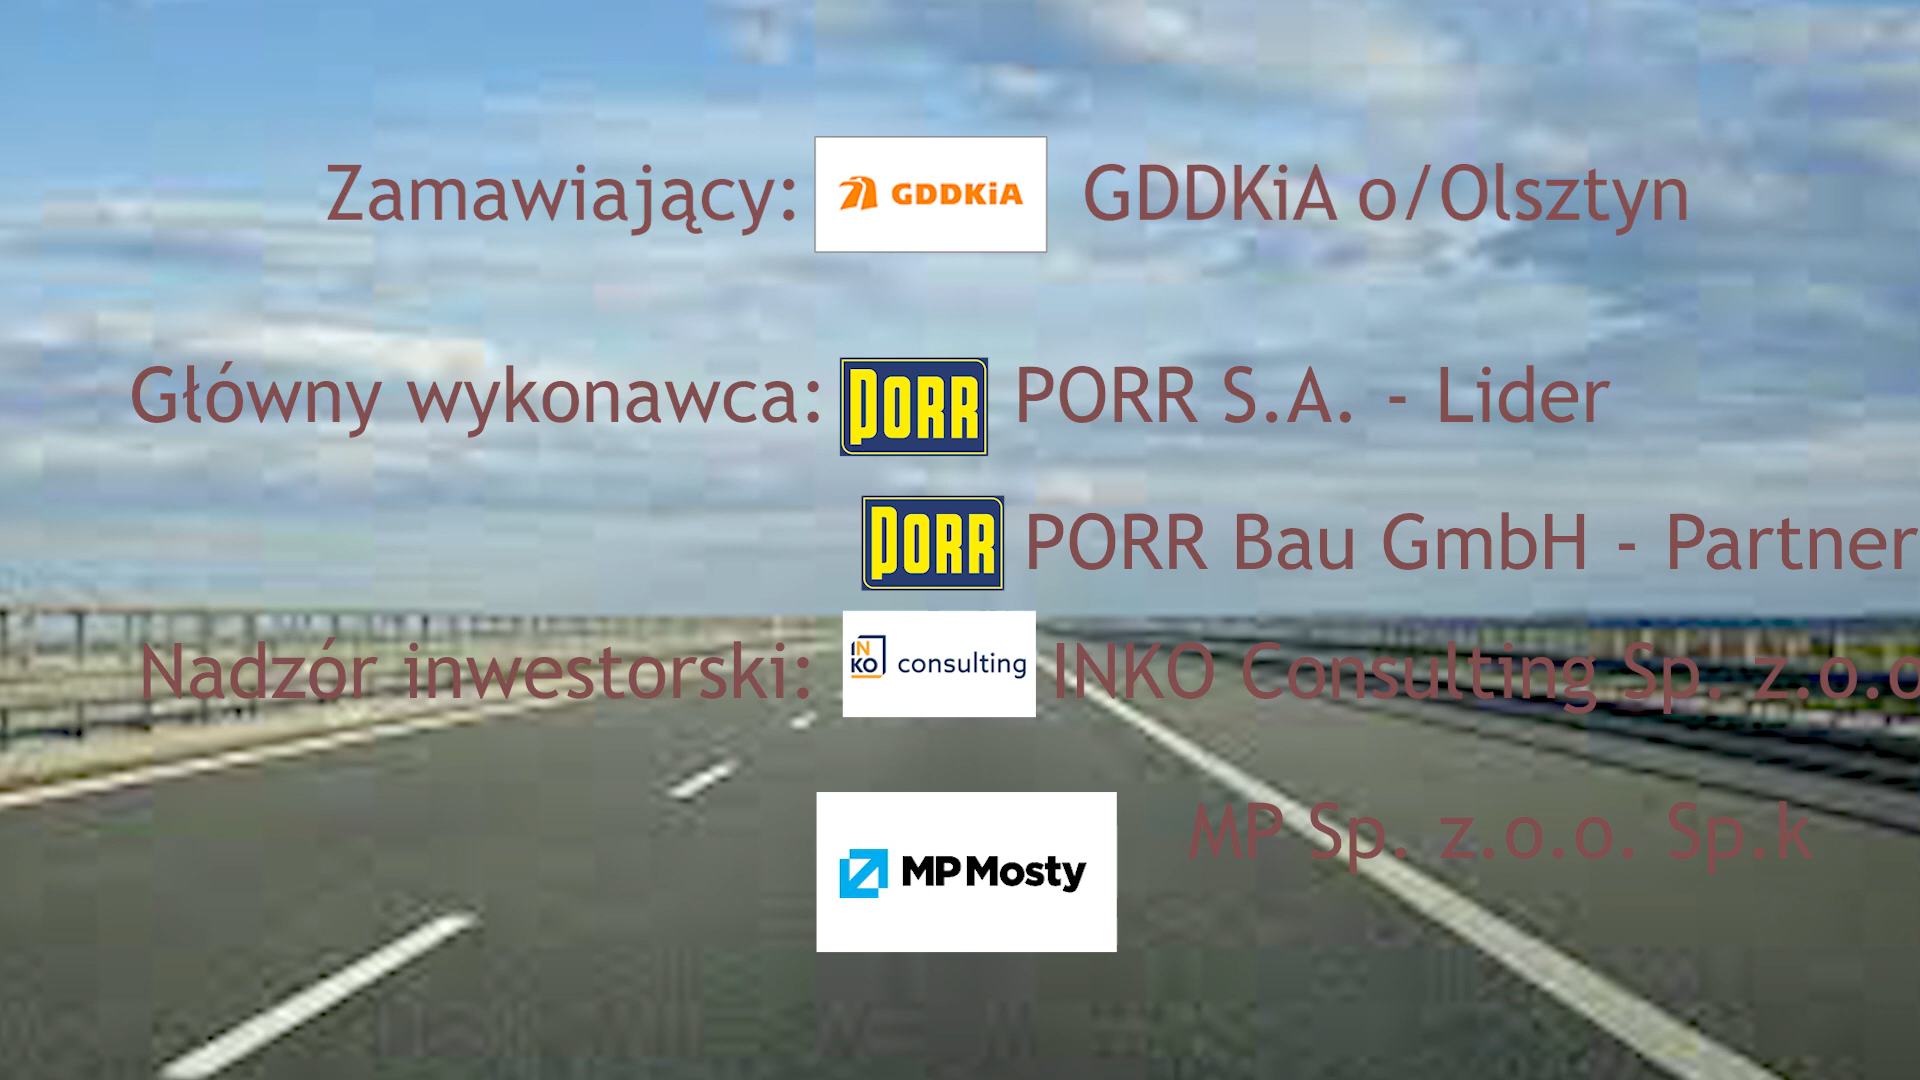 Zamawiający: GDDKiA GDDKiA o/Olsztyn
Główny wykonawca: PORR PORR S.A. - Lider
PORR PORR Bau GmbH - Partner
Nadzór inwestorski: INKO consulting INKO Consulting Sp. z.o.o
MP Sp. z.o.o. Sp.k
MP Mosty